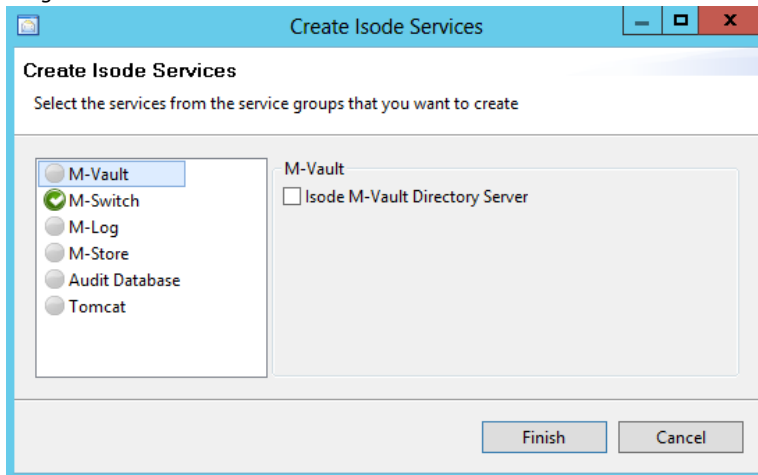 Create Isode Services
Create Isode Services
Select the services from the service groups that you want to create
M-Vault
M-Switch
M-Log
M-Store
Audit Database
Tomcat
M-Vault
Isode M-Vault Directory Server
Finish
Cancel